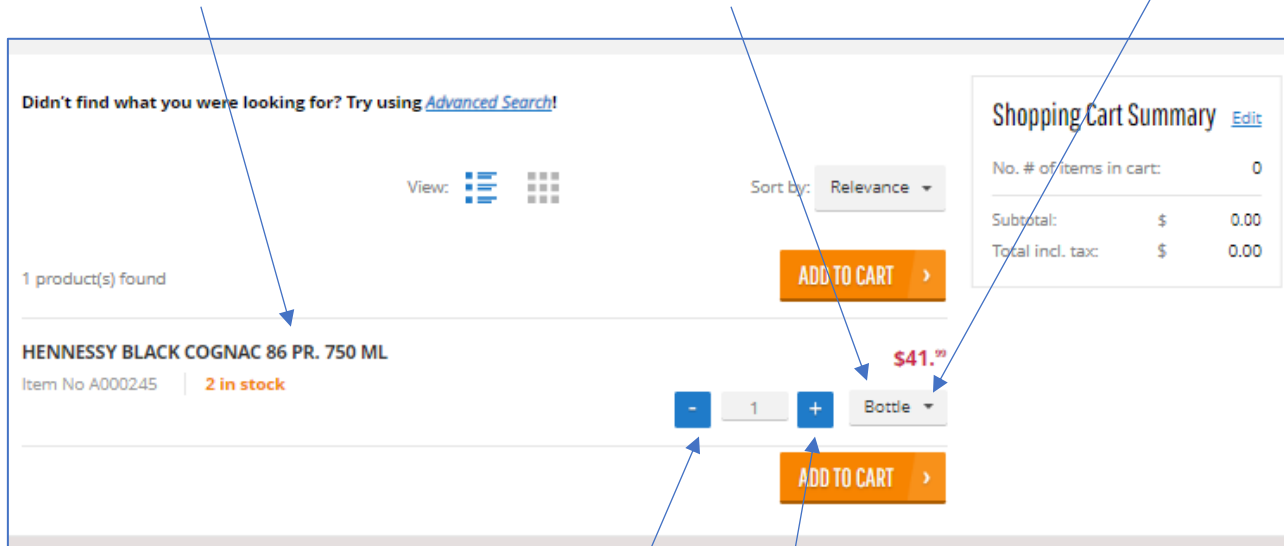 Didn't find what you were looking for? Try using Advanced Search!
Shopping Cart Summary Edit
No. # of items in cart: 0
View:
Sort by: Relevance
Subtotal: $ 0.00
Total incl. tax: $ 0.00
1 product(s) found
ADD TO CART
HENNESSY BLACK COGNAC 86 PR. 750 ML
$41.99
Item No A000245 2 in stock
- 1 + Bottle
ADD TO CART